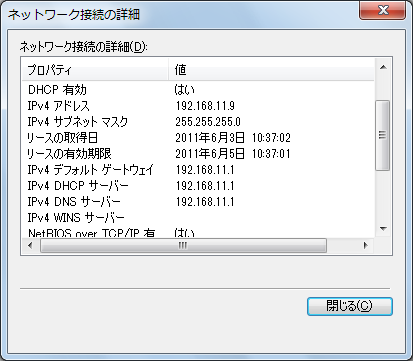 ネットワーク接続の詳細
ネットワーク接続の詳細(D):
プロパティ 値
DHCP 有効 はい
IPv4 アドレス 192.168.11.9
IPv4 サブネット マスク 255.255.255.0
リースの取得日 2011年6月3日 10:37:02
リースの有効期限 2011年6月5日 10:37:01
IPv4 デフォルト ゲートウェイ 192.168.11.1
IPv4 DHCP サーバー 192.168.11.1
IPv4 DNS サーバー 192.168.11.1
IPv4 WINS サーバー
NetBIOS over TCP/IP 有 はい
閉じる(C)